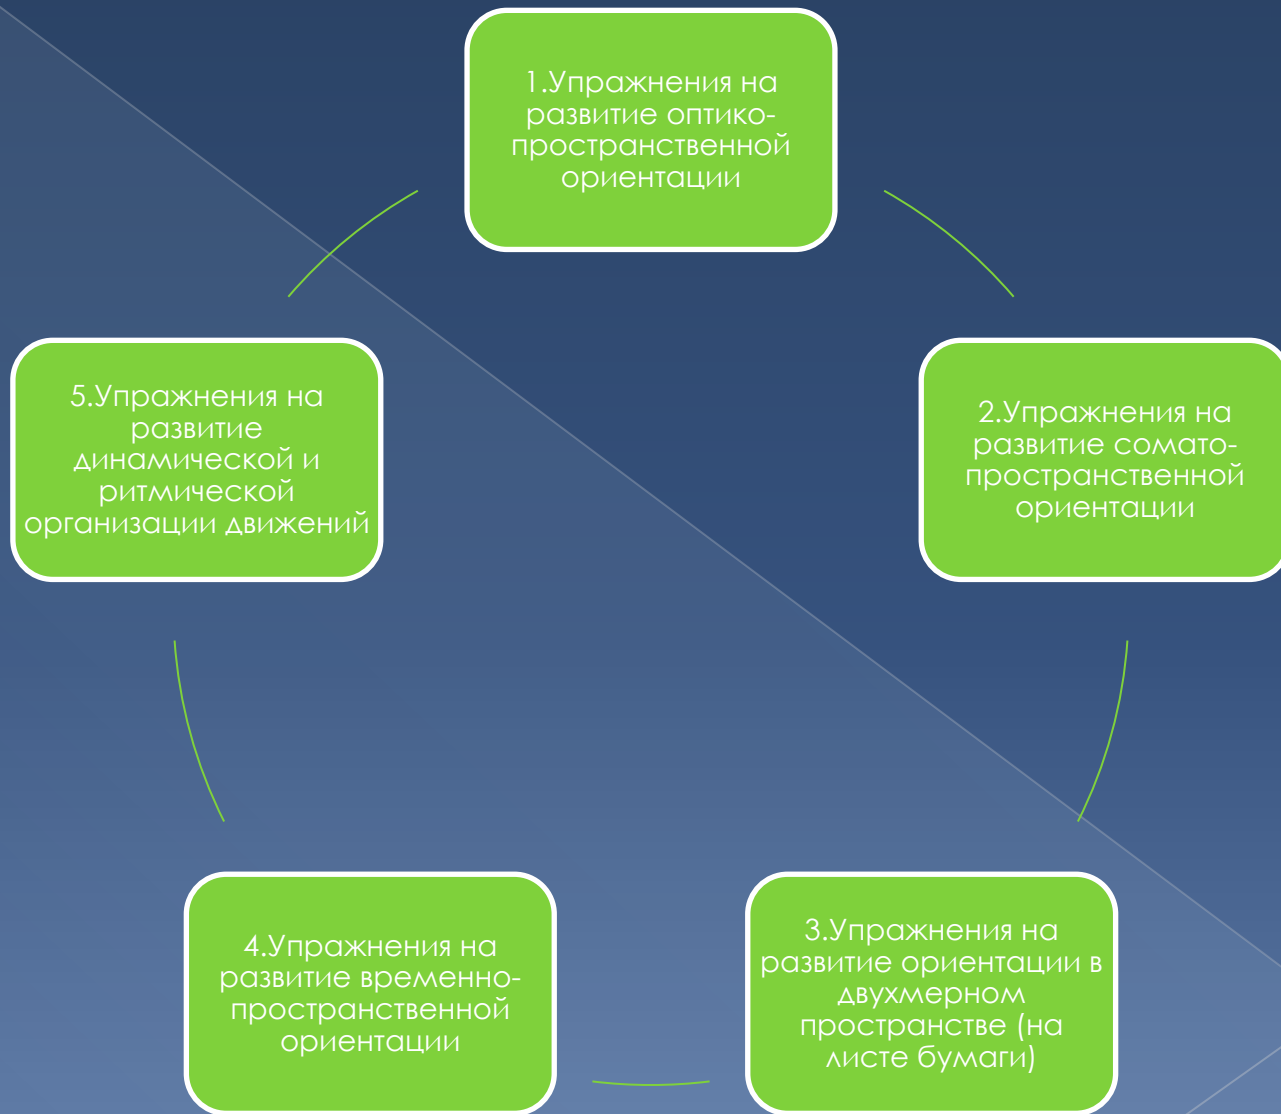 1.Упражнения на
развитие оптико-
пространственной
ориентации
2.Упражнения на
развитие сомато-
пространственной
ориентации
3.Упражнения на
развитие ориентации в
двухмерном
пространстве (на
листе бумаги)
4.Упражнения на
развитие временно-
пространственной
ориентации
5.Упражнения на
развитие
динамической и
ритмической
организации движений